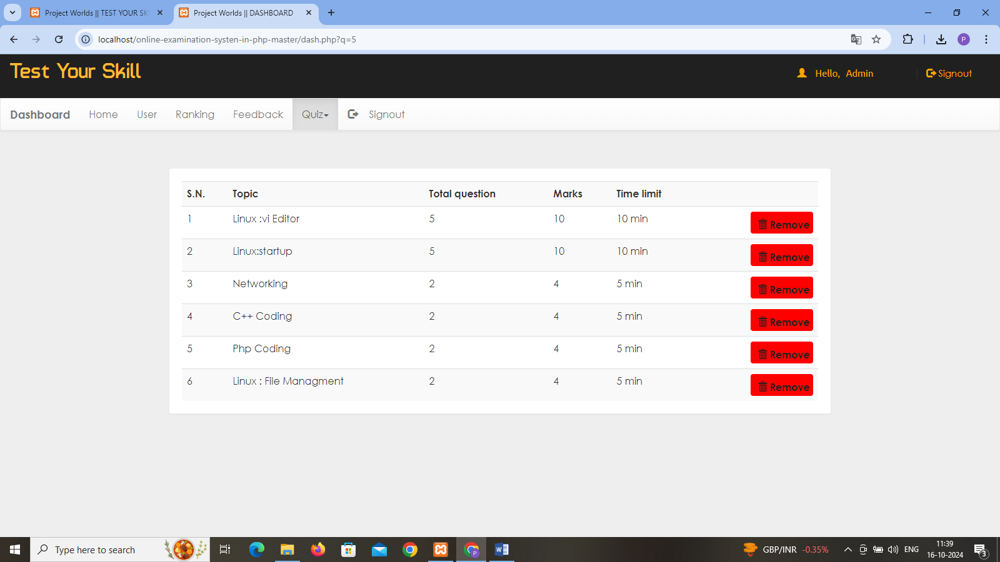 Project Worlds || TEST YOUR SK
Project Worlds || DASHBOARD
localhost/online-examination-systen-in-php-master/dash.php?q=5
P
Test Your Skill
Hello, Admin
Signout
Dashboard Home User Ranking Feedback Quiz Signout
S.N. Topic Total question Marks Time limit
1 Linux :vi Editor 5 10 10 min Remove
2 Linux:startup 5 10 10 min Remove
3 Networking 2 4 5 min Remove
4 C++ Coding 2 4 5 min Remove
5 Php Coding 2 4 5 min Remove
6 Linux : File Managment 2 4 5 min Remove
Type here to search
P
GBP/INR -0.35%
ENG
11:39
16-10-2024
3